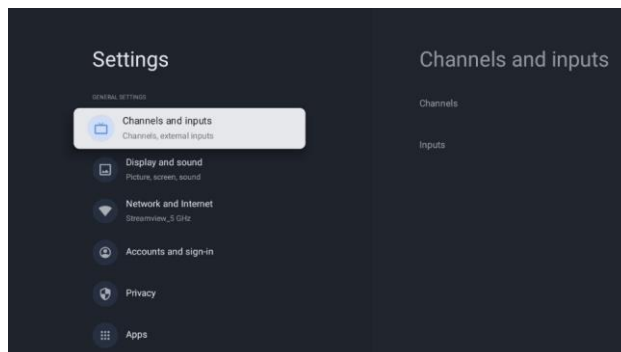 Settings
GENERAL SETTINGS
Channels and inputs
Channels, external inputs
Display and sound
Picture, screen, sound
Network and Internet
Streamview_5 GHz
Accounts and sign-in
Privacy
Apps
Channels and inputs
Channels
Inputs